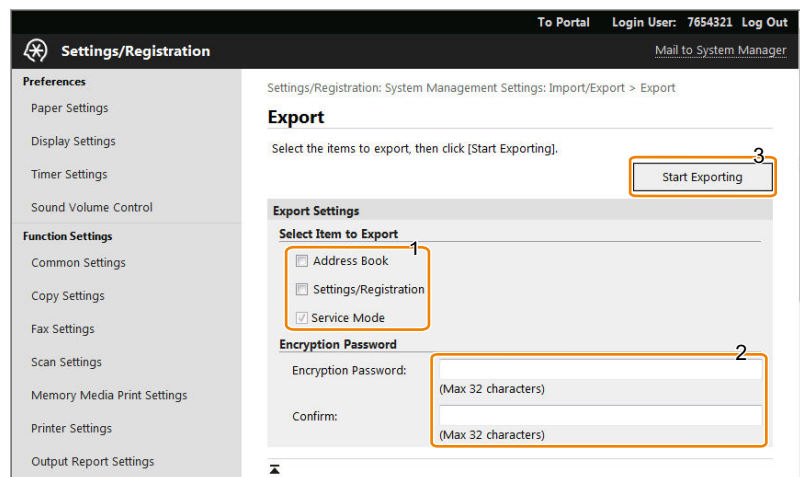 To Portal Login User: 7654321 Log Out
Settings/Registration
Mail to System Manager
Preferences
Paper Settings
Display Settings
Timer Settings
Sound Volume Control
Function Settings
Common Settings
Copy Settings
Fax Settings
Scan Settings
Memory Media Print Settings
Printer Settings
Output Report Settings
Settings/Registration: System Management Settings: Import/Export > Export
Export
Select the items to export, then click [Start Exporting].
3
Start Exporting
Export Settings
Select Item to Export
1
Address Book
Settings/Registration
Service Mode
Encryption Password
2
Encryption Password:
(Max 32 characters)
Confirm:
(Max 32 characters)